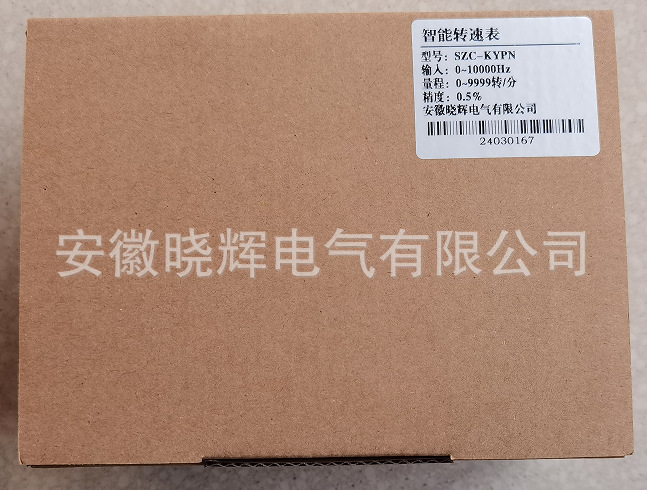 智能转速表
型号：SZC-KYPN
输入：0~10000Hz
量程：0~9999转/分
精度：0.5%
安徽晓辉电气有限公司
24030167
安徽晓辉电气有限公司